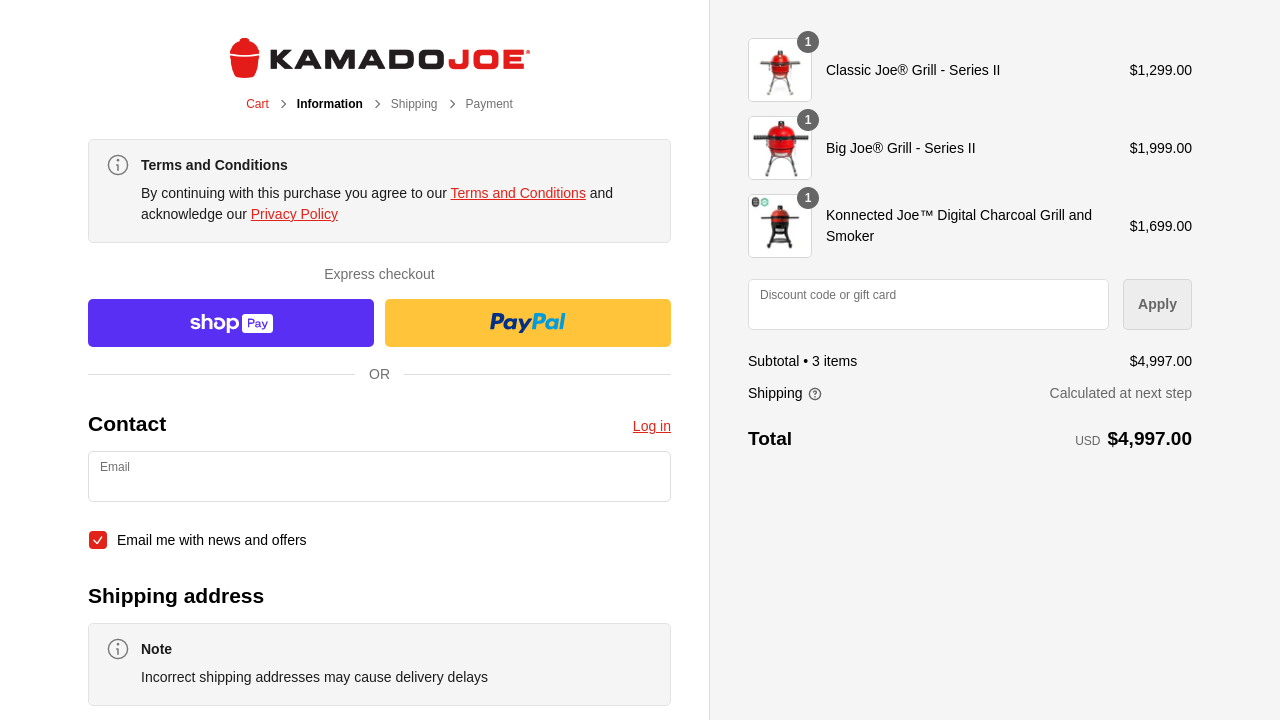 KAMADOJOE®
Cart > Information > Shipping > Payment
Terms and Conditions
By continuing with this purchase you agree to our Terms and Conditions and
acknowledge our Privacy Policy
Express checkout
shop Pay
PayPal
OR
Contact
Log in
Email
Email me with news and offers
Shipping address
Note
Incorrect shipping addresses may cause delivery delays
1
Classic Joe® Grill - Series II
$1,299.00
1
Big Joe® Grill - Series II
$1,999.00
1
Konnected Joe™ Digital Charcoal Grill and
Smoker
$1,699.00
Discount code or gift card
Apply
Subtotal • 3 items
$4,997.00
Shipping
Calculated at next step
Total
USD $4,997.00